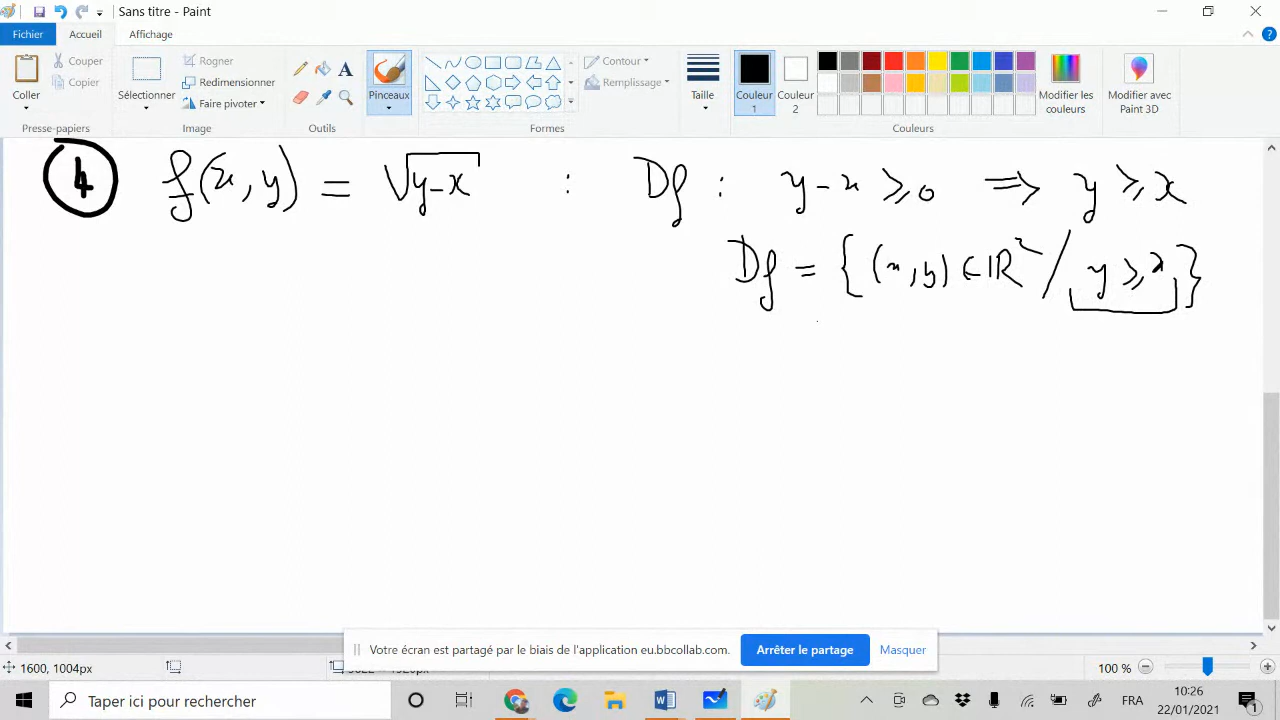 Sans titre - Paint
Fichier Accueil Affichage
Coller
Couper
Copier
Presse-papiers
Sélectionner
Rogner
Redimensionner
Faire pivoter
Image
Outils
Pinceaux
Formes
Contour
Remplissage
Taille
Couleur 1
Couleur 2
Couleurs
Modifier les couleurs
Modifier avec Paint 3D
④ f(x,y) = √(y-x) : Df : y-x ⩾ 0 ⇒ y ⩾ x
Df = {(x,y) ∈ IR² / y ⩾ x}
Votre écran est partagé par le biais de l'application eu.bbcollab.com. Arrêter le partage Masquer
1600, 1004px
100 %
Taper ici pour rechercher
FRA
10:26
22/01/2021